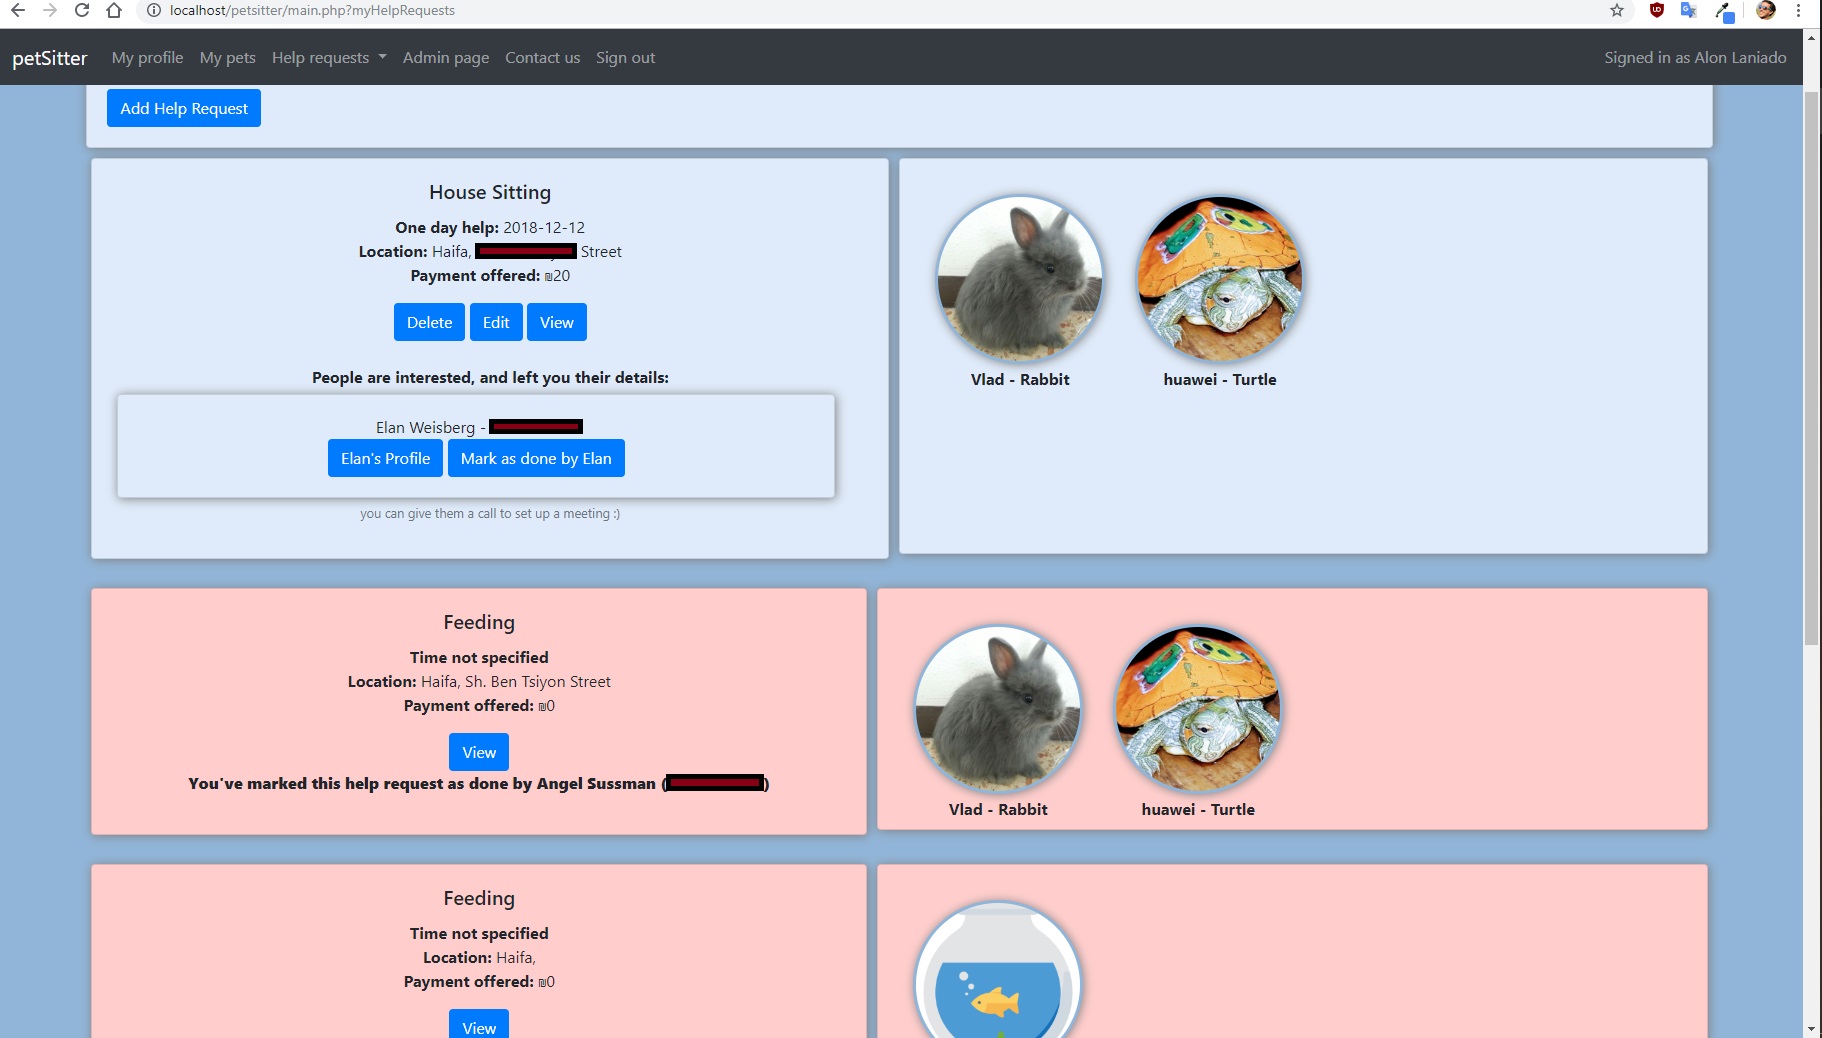 localhost/petsitter/main.php?myHelpRequests
petSitter My profile My pets Help requests Admin page Contact us Sign out Signed in as Alon Laniado
Add Help Request
House Sitting
One day help: 2018-12-12
Location: Haifa, Street
Payment offered: ₪20
Delete Edit View
People are interested, and left you their details:
Elan Weisberg -
Elan's Profile Mark as done by Elan
you can give them a call to set up a meeting :)
Vlad - Rabbit
huawei - Turtle
Feeding
Time not specified
Location: Haifa, Sh. Ben Tsiyon Street
Payment offered: ₪0
View
You've marked this help request as done by Angel Sussman ( )
Vlad - Rabbit
huawei - Turtle
Feeding
Time not specified
Location: Haifa,
Payment offered: ₪0
View